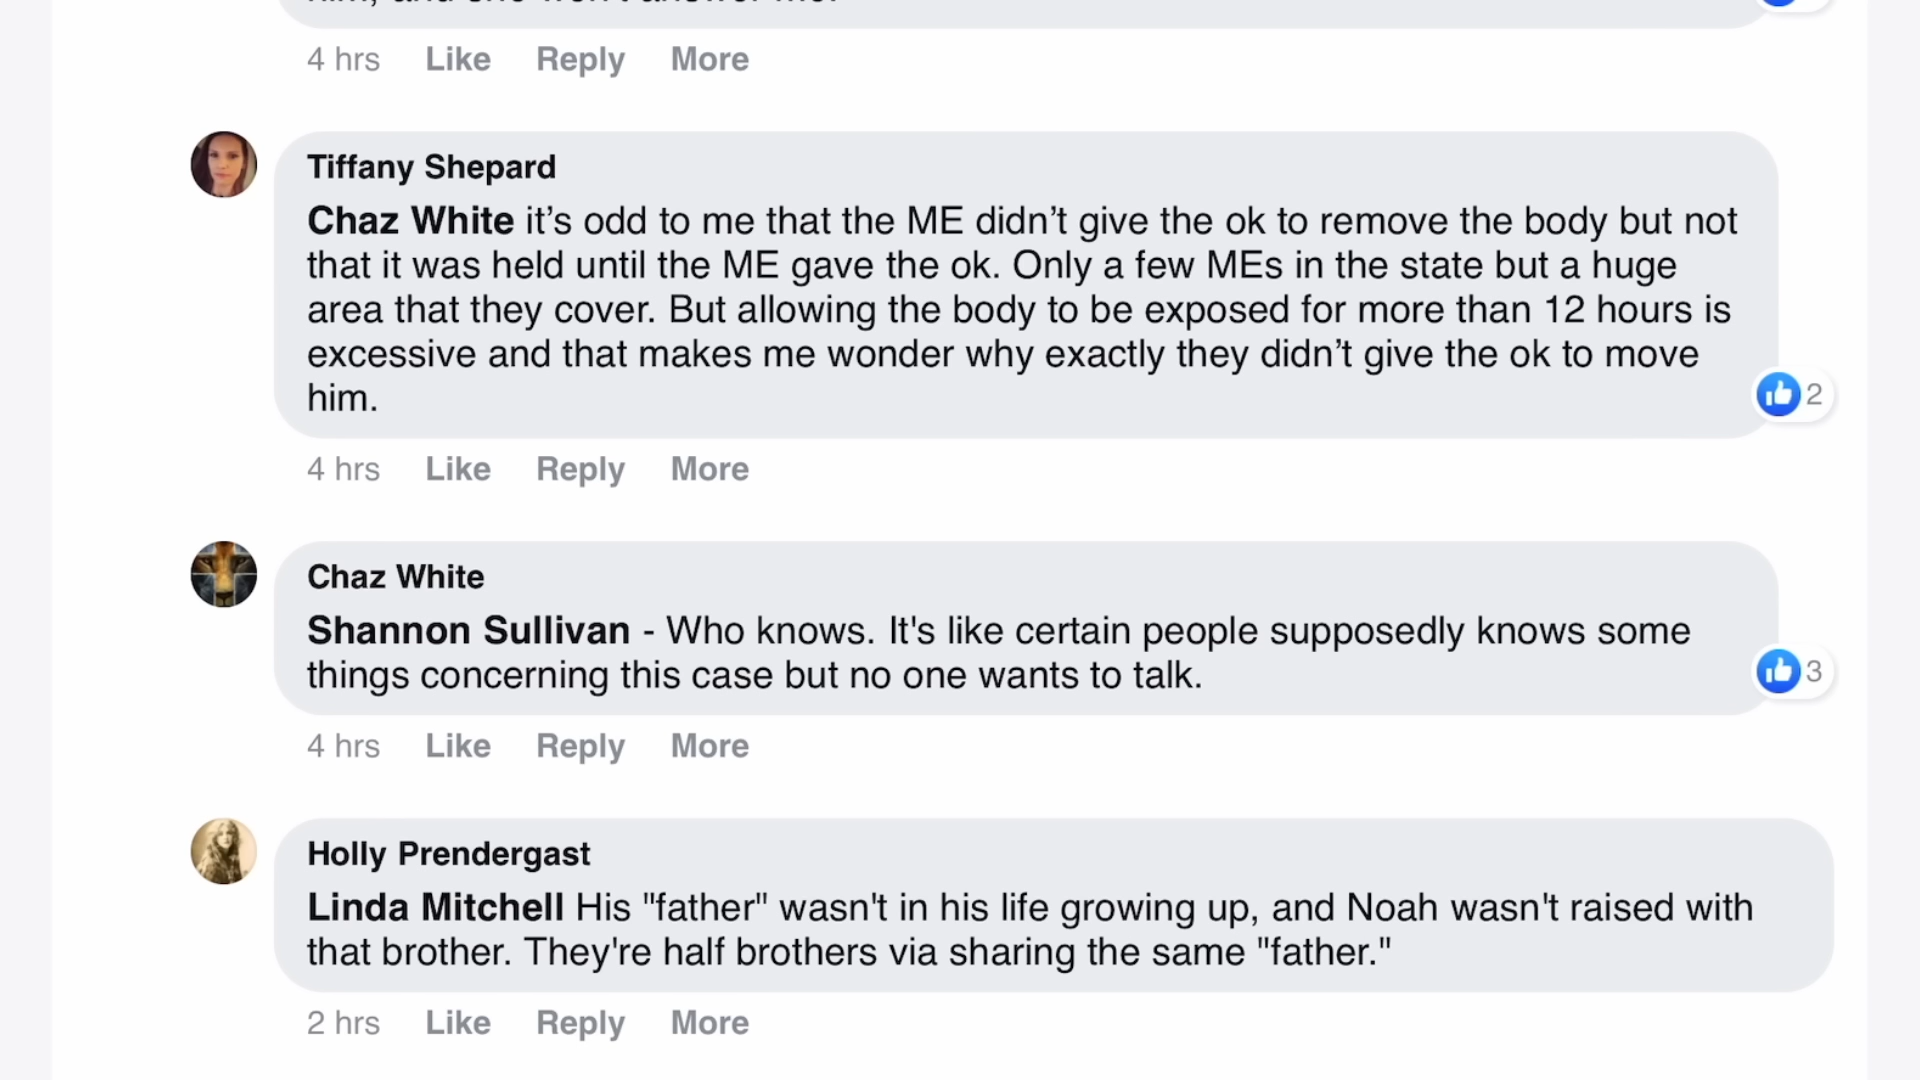 4 hrs Like Reply More
Tiffany Shepard
Chaz White it’s odd to me that the ME didn’t give the ok to remove the body but not
that it was held until the ME gave the ok. Only a few MEs in the state but a huge
area that they cover. But allowing the body to be exposed for more than 12 hours is
excessive and that makes me wonder why exactly they didn’t give the ok to move
him.
2
4 hrs Like Reply More
Chaz White
Shannon Sullivan - Who knows. It's like certain people supposedly knows some
things concerning this case but no one wants to talk.
3
4 hrs Like Reply More
Holly Prendergast
Linda Mitchell His "father" wasn't in his life growing up, and Noah wasn't raised with
that brother. They're half brothers via sharing the same "father."
2 hrs Like Reply More